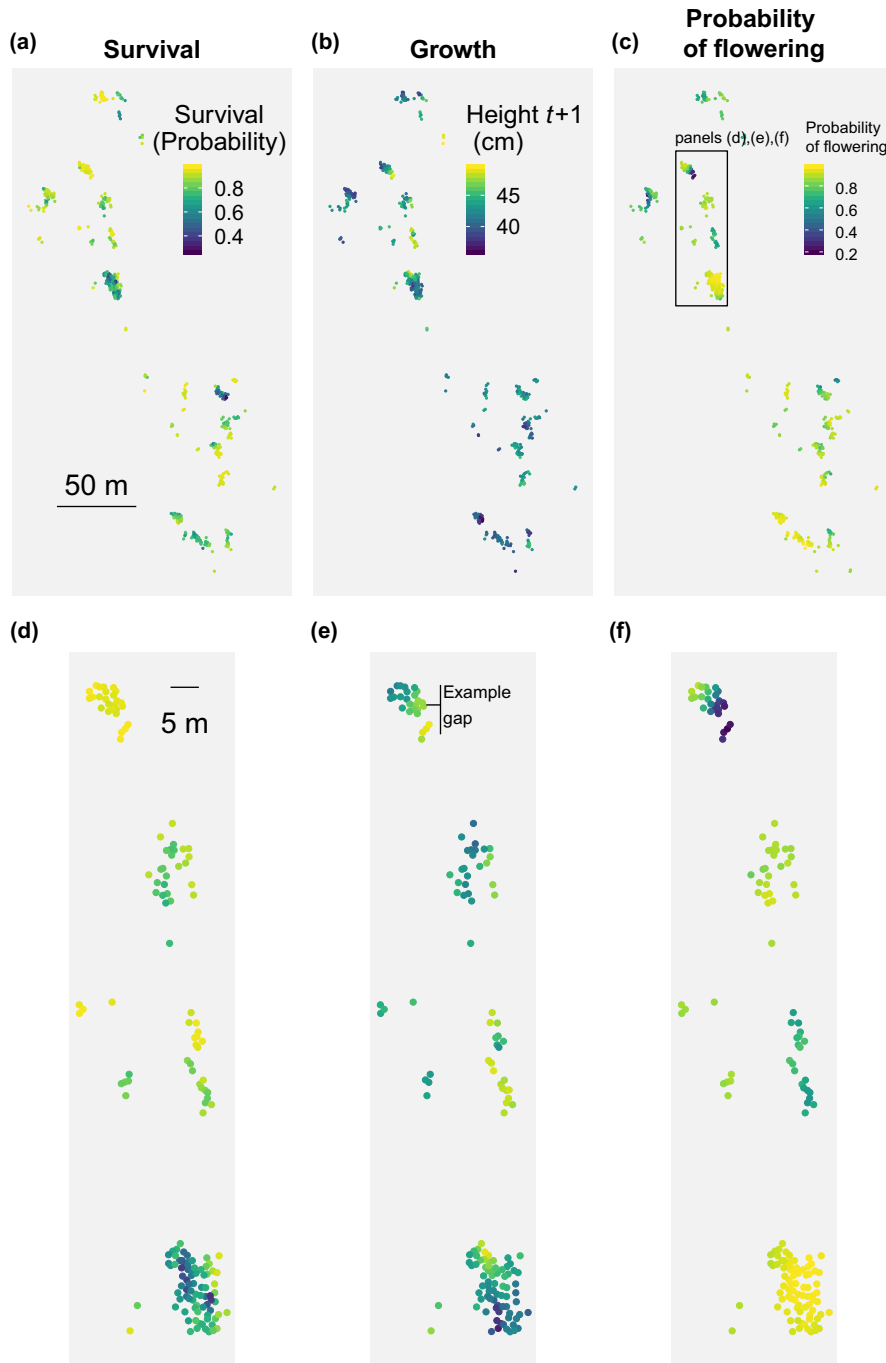 (a) Survival
(b) Growth
(c) Probability
of flowering
Survival
(Probability)
0.8
0.6
0.4
50 m
Height t+1
(cm)
45
40
panels (d),(e),(f)
Probability
of flowering
0.8
0.6
0.4
0.2
(d)
5 m
(e)
Example
gap
(f)